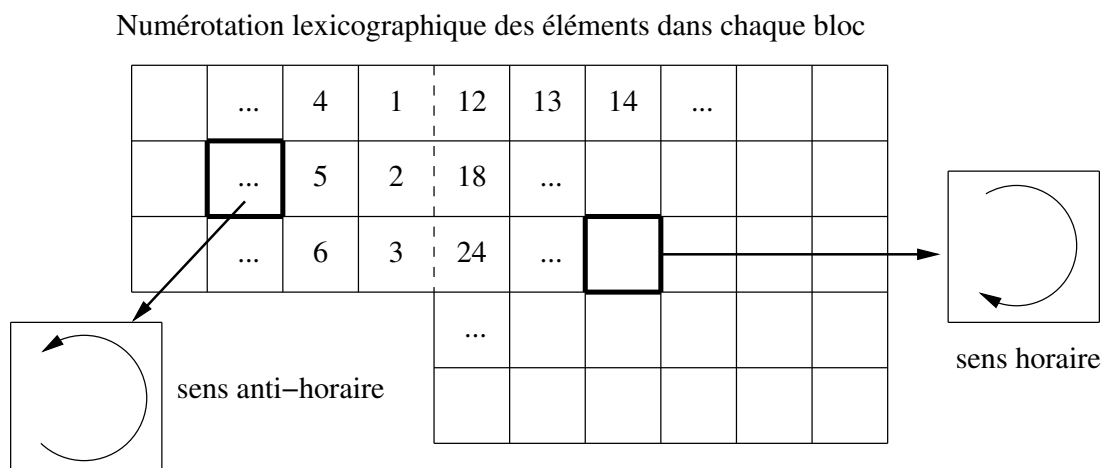 Numérotation lexicographique des éléments dans chaque bloc
... 4 1 12 13 14 ...
... 5 2 18 ...
... 6 3 24 ...
...
sens horaire
sens anti−horaire